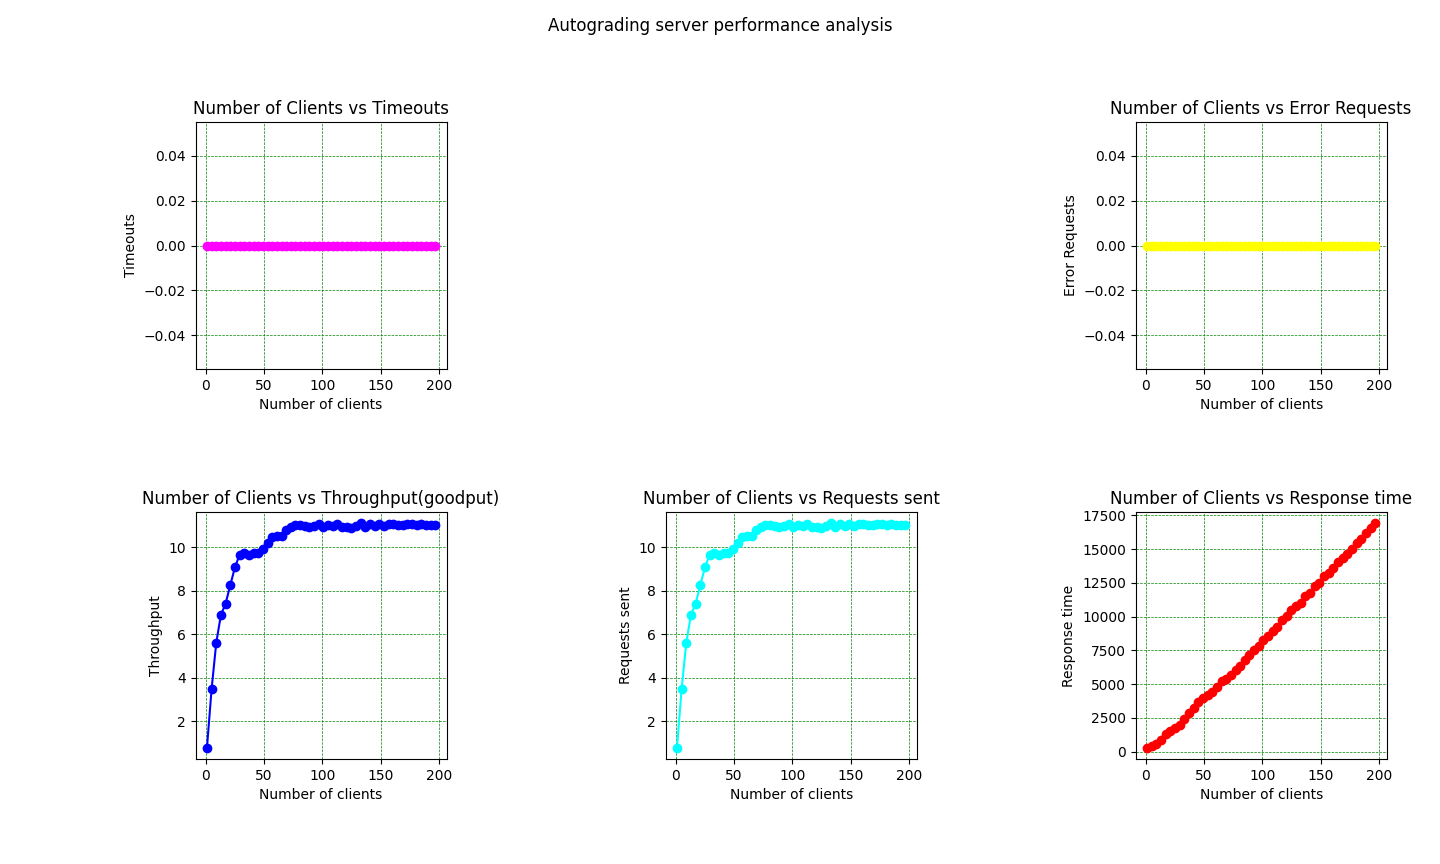 Autograding server performance analysis
Number of Clients vs Timeouts
Timeouts
0.04
0.02
0.00
−0.02
−0.04
0 50 100 150 200
Number of clients
Number of Clients vs Error Requests
Error Requests
0.04
0.02
0.00
−0.02
−0.04
0 50 100 150 200
Number of clients
Number of Clients vs Throughput(goodput)
Throughput
10
8
6
4
2
0 50 100 150 200
Number of clients
Number of Clients vs Requests sent
Requests sent
10
8
6
4
2
0 50 100 150 200
Number of clients
Number of Clients vs Response time
Response time
17500
15000
12500
10000
7500
5000
2500
0
0 50 100 150 200
Number of clients